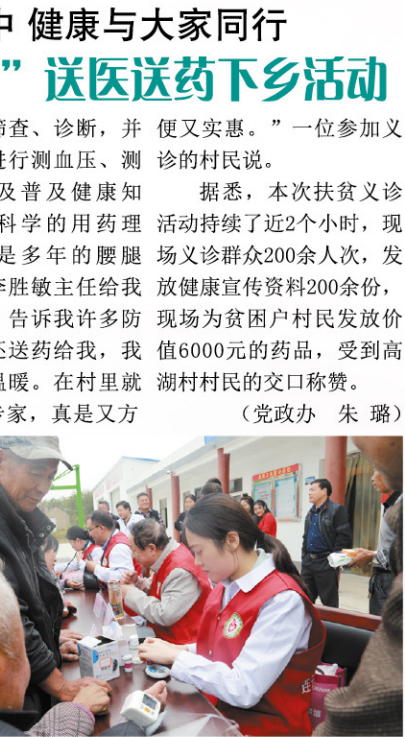 中 健康与大家同行
”送医送药下乡活动
筛查、诊断，并
进行测血压、测
及普及健康知
科学的用药理
是多年的腰腿
李胜敏主任给我
，告诉我许多防
还送药给我，我
温暖。在村里就
专家，真是又方
便又实惠。”一位参加义
诊的村民说。
据悉，本次扶贫义诊
活动持续了近2个小时，现
场义诊群众200余人次，发
放健康宣传资料200余份，
现场为贫困户村民发放价
值6000元的药品，受到高
湖村村民的交口称赞。
（党政办 朱 璐）